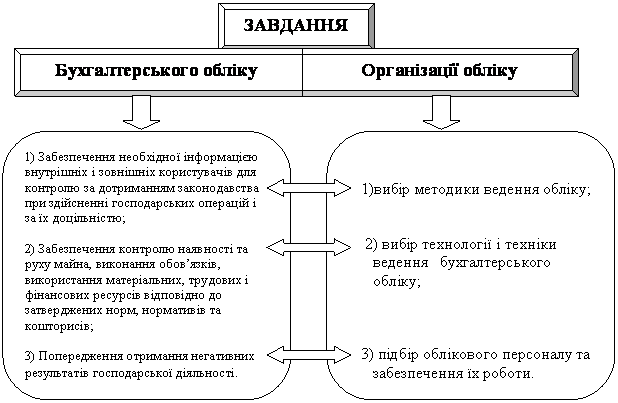 ЗАВДАННЯ
Бухгалтерського обліку
Організації обліку
1) Забезпечення необхідної інформацією
внутрішніх і зовнішніх користувачів для
контролю за дотриманням законодавства
при здійсненні господарських операцій і
за їх доцільністю;
2) Забезпечення контролю наявності та
руху майна, виконання обов’язків,
використання матеріальних, трудових і
фінансових ресурсів відповідно до
затверджених норм, нормативів та
кошторисів;
3) Попередження отримання негативних
результатів господарської діяльності.
1)вибір методики ведення обліку;
2) вибір технології і техніки
ведення бухгалтерського
обліку;
3) підбір облікового персоналу та
забезпечення їх роботи.